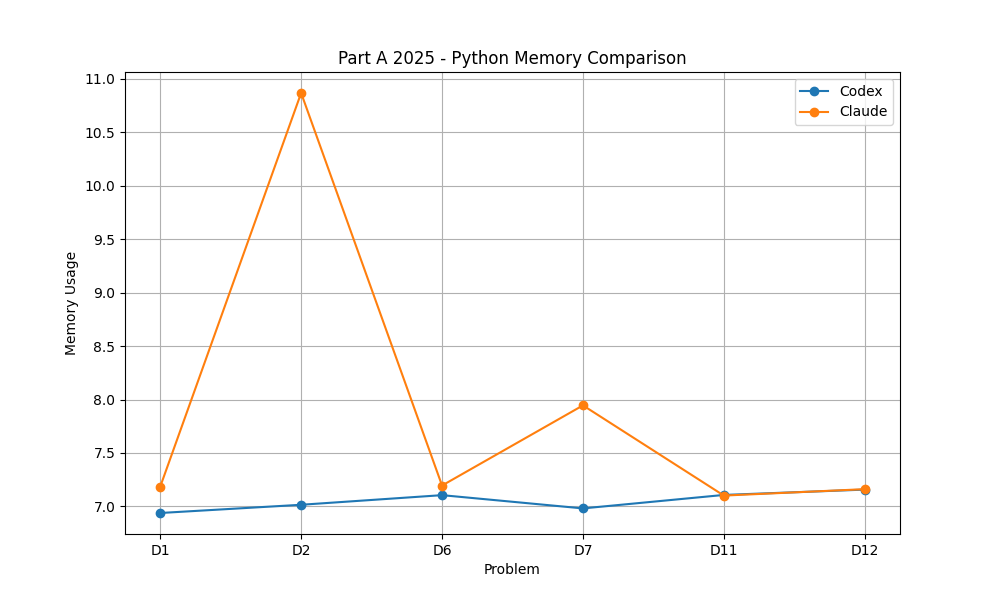 Part A 2025 - Python Memory Comparison
Codex
Claude
Memory Usage
11.0
10.5
10.0
9.5
9.0
8.5
8.0
7.5
7.0
D1 D2 D6 D7 D11 D12
Problem